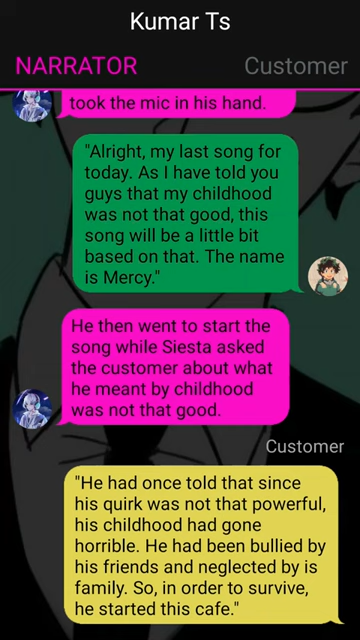 Kumar Ts
NARRATOR
Customer
took the mic in his hand.
"Alright, my last song for
today. As I have told you
guys that my childhood
was not that good, this
song will be a little bit
based on that. The name
is Mercy."
He then went to start the
song while Siesta asked
the customer about what
he meant by childhood
was not that good.
Customer
"He had once told that since
his quirk was not that powerful,
his childhood had gone
horrible. He had been bullied by
his friends and neglected by is
family. So, in order to survive,
he started this cafe."